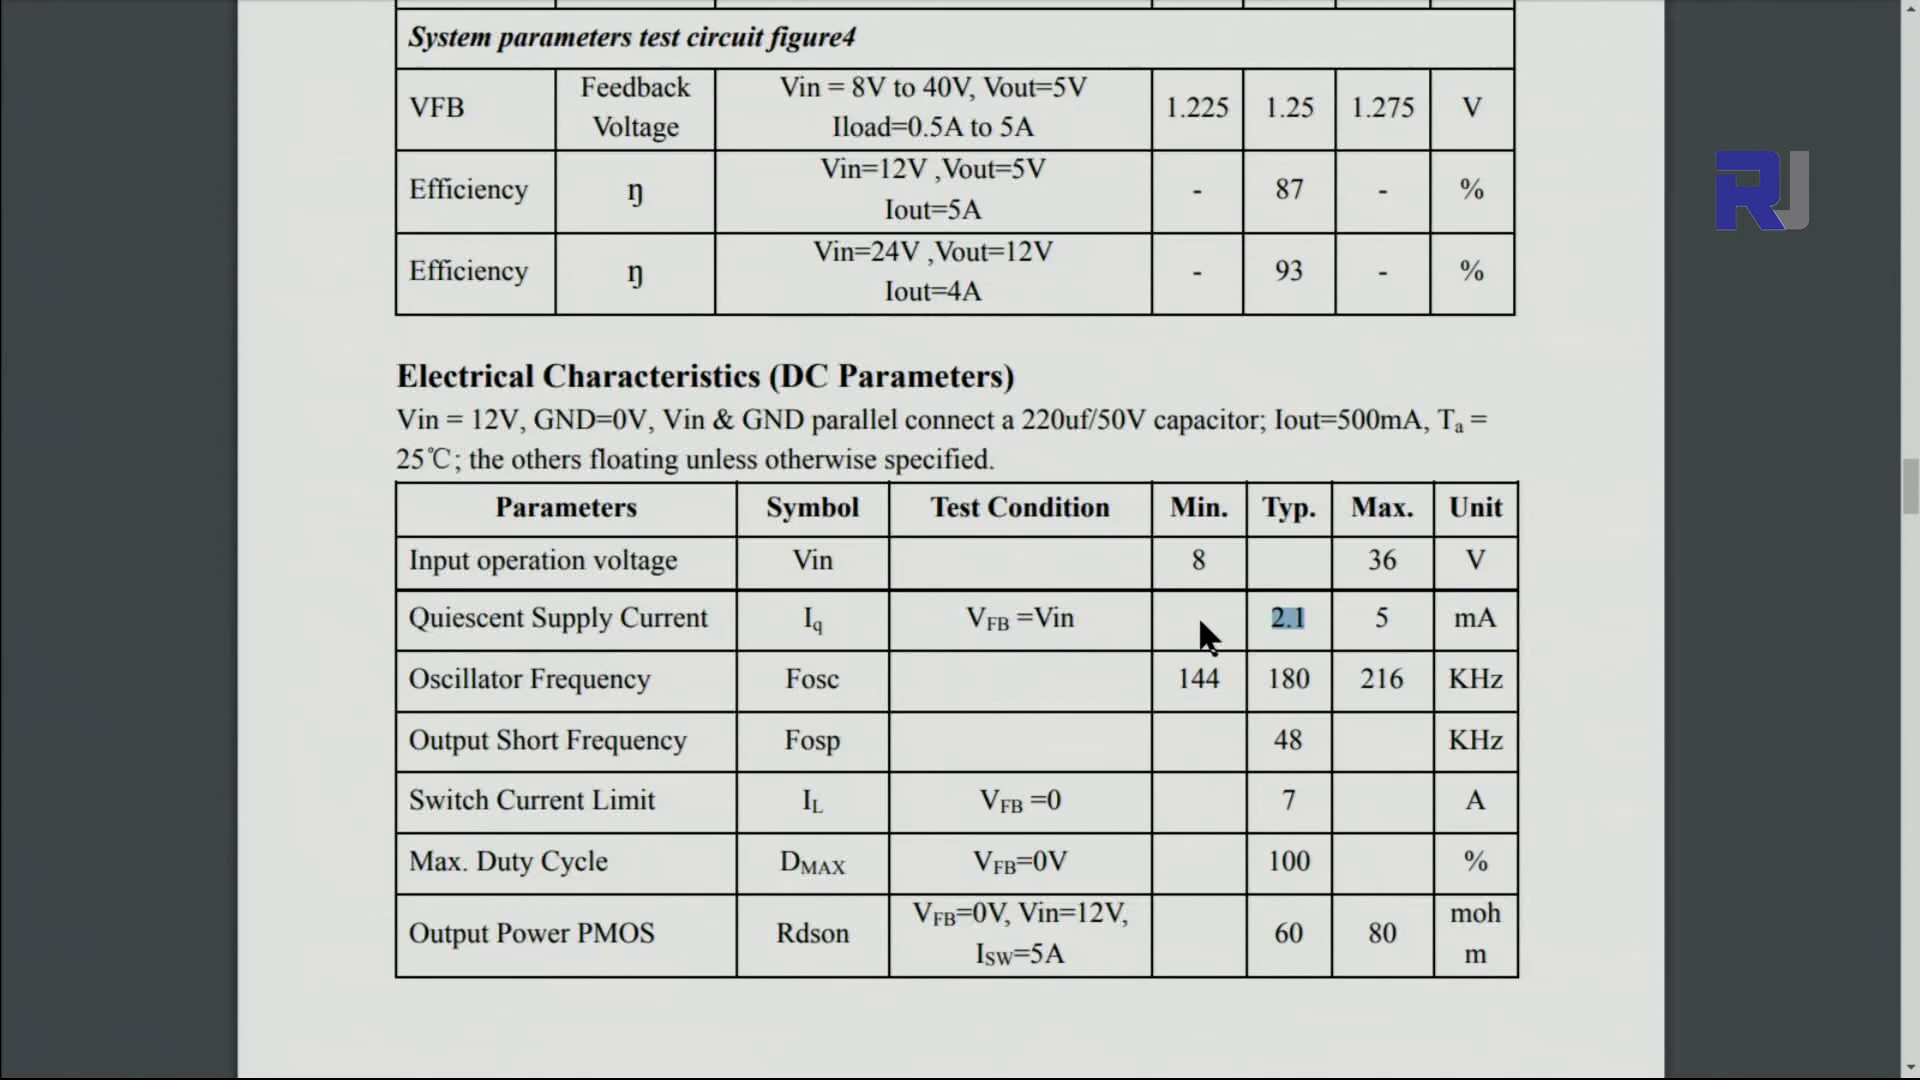 System parameters test circuit figure4
VFB Feedback Voltage Vin = 8V to 40V, Vout=5V Iload=0.5A to 5A 1.225 1.25 1.275 V
Efficiency ŋ Vin=12V ,Vout=5V Iout=5A - 87 - %
Efficiency ŋ Vin=24V ,Vout=12V Iout=4A - 93 - %
Electrical Characteristics (DC Parameters)
Vin = 12V, GND=0V, Vin & GND parallel connect a 220uf/50V capacitor; Iout=500mA, Ta =
25℃; the others floating unless otherwise specified.
Parameters Symbol Test Condition Min. Typ. Max. Unit
Input operation voltage Vin 8 36 V
Quiescent Supply Current Iq VFB =Vin 2.1 5 mA
Oscillator Frequency Fosc 144 180 216 KHz
Output Short Frequency Fosp 48 KHz
Switch Current Limit IL VFB =0 7 A
Max. Duty Cycle DMAX VFB=0V 100 %
Output Power PMOS Rdson VFB=0V, Vin=12V, ISW=5A 60 80 mohm
RJ